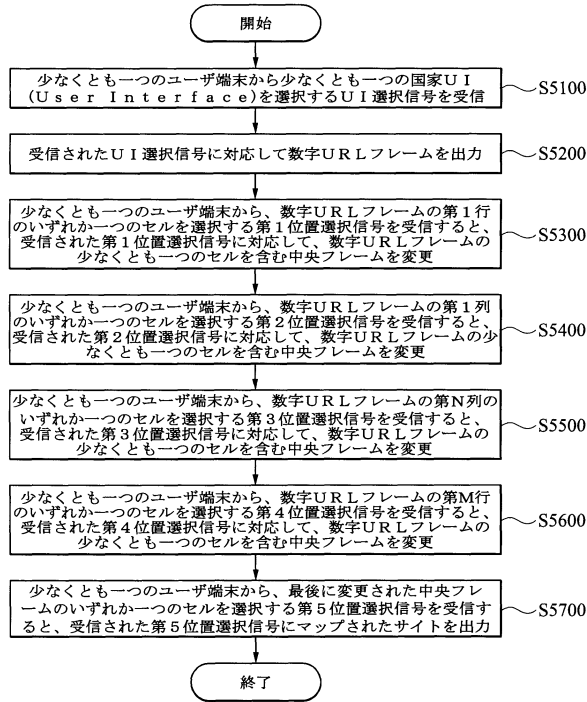 開始
少なくとも一つのユーザ端末から少なくとも一つの国家ＵＩ
(Ｕｓｅｒ Ｉｎｔｅｒｆａｃｅ)を選択するＵＩ選択信号を受信
S5100
受信されたＵＩ選択信号に対応して数字ＵＲＬフレームを出力
S5200
少なくとも一つのユーザ端末から、数字ＵＲＬフレームの第１行
のいずれか一つのセルを選択する第１位置選択信号を受信すると、
受信された第１位置選択信号に対応して、数字ＵＲＬフレームの
少なくとも一つのセルを含む中央フレームを変更
S5300
少なくとも一つのユーザ端末から、数字ＵＲＬフレームの第１列
のいずれか一つのセルを選択する第２位置選択信号を受信すると、
受信された第２位置選択信号に対応して、数字ＵＲＬフレームの少
なくとも一つのセルを含む中央フレームを変更
S5400
少なくとも一つのユーザ端末から、数字ＵＲＬフレームの第Ｎ列の
いずれか一つのセルを選択する第３位置選択信号を受信すると、
受信された第３位置選択信号に対応して、数字ＵＲＬフレームの
少なくとも一つのセルを含む中央フレームを変更
S5500
少なくとも一つのユーザ端末から、数字ＵＲＬフレームの第Ｍ行
のいずれか一つのセルを選択する第４位置選択信号を受信すると、
受信された第４位置選択信号に対応して、数字ＵＲＬフレームの
少なくとも一つのセルを含む中央フレームを変更
S5600
少なくとも一つのユーザ端末から、最後に変更された中央フレ
ームのいずれか一つのセルを選択する第５位置選択信号を受信す
ると、受信された第５位置選択信号にマップされたサイトを出力
S5700
終了